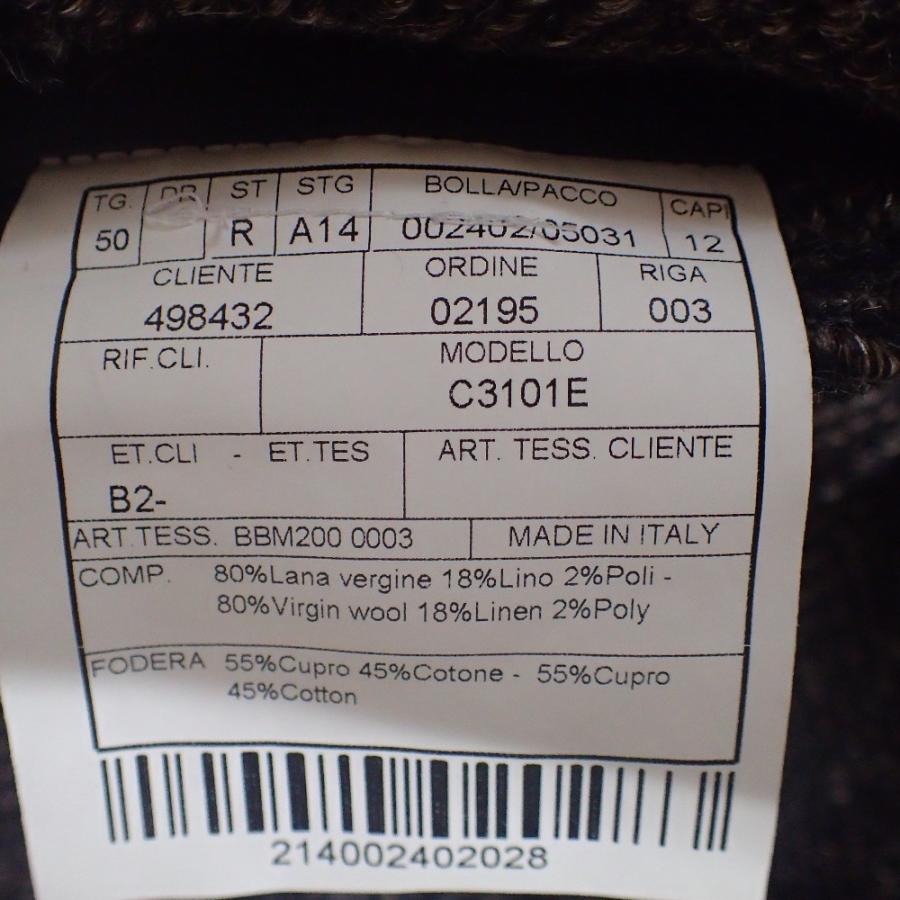 TG. DR ST STG BOLLA/PACCO CAPI
50 R A14 002402/05031 12
CLIENTE ORDINE RIGA
498432 02195 003
RIF.CLI. MODELLO
C3101E
ET.CLI - ET.TES ART. TESS. CLIENTE
B2-
ART.TESS. BBM200 0003 MADE IN ITALY
COMP. 80%Lana vergine 18%Lino 2%Poli -
80%Virgin wool 18%Linen 2%Poly
FODERA 55%Cupro 45%Cotone - 55%Cupro
45%Cotton
214002402028